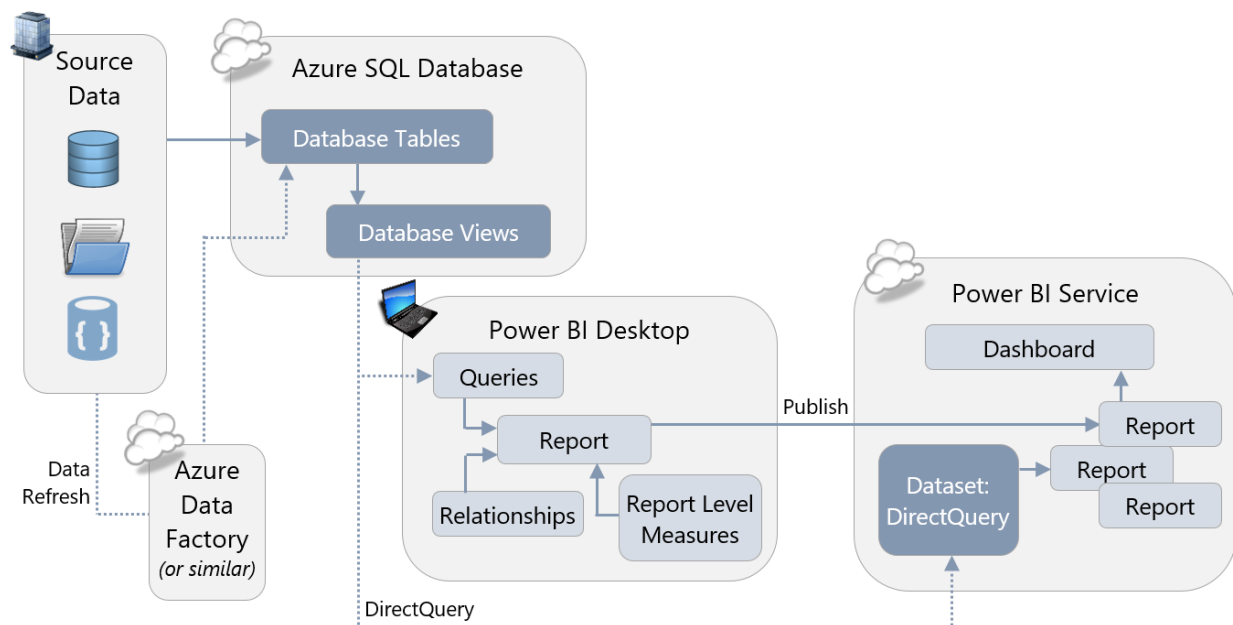 Source
Data
{ }
Azure SQL Database
Database Tables
Database Views
Data
Refresh
Azure
Data
Factory
(or similar)
DirectQuery
Power BI Desktop
Queries
Report
Relationships
Report Level
Measures
Publish
Power BI Service
Dashboard
Report
Report
Report
Dataset:
DirectQuery